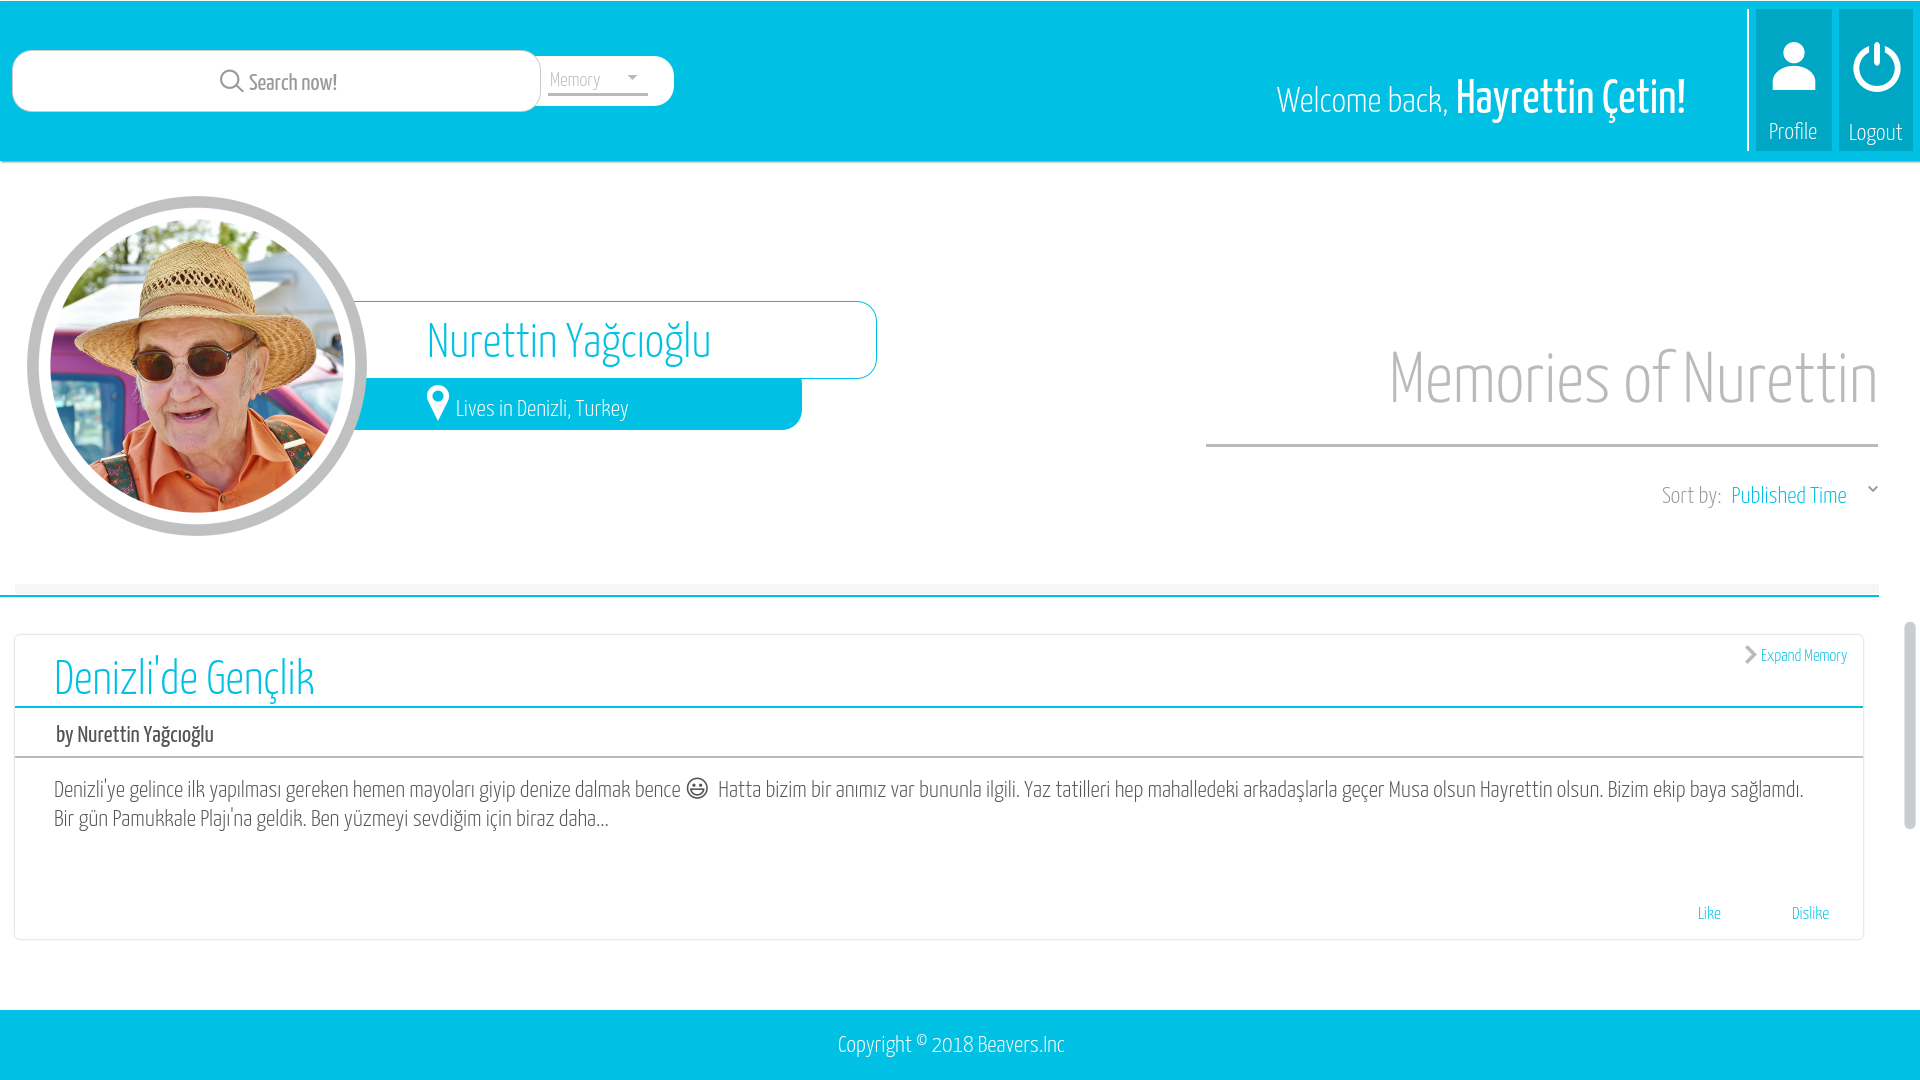 Search now!
Memory
Welcome back, Hayrettin Çetin!
Profile
Logout
Nurettin Yağcıoğlu
Lives in Denizli, Turkey
Memories of Nurettin
Sort by: Published Time
Denizli'de Gençlik
Expand Memory
by Nurettin Yağcıoğlu
Denizli'ye gelince ilk yapılması gereken hemen mayoları giyip denize dalmak bence 😃 Hatta bizim bir anımız var bununla ilgili. Yaz tatilleri hep mahalledeki arkadaşlarla geçer Musa olsun Hayrettin olsun. Bizim ekip baya sağlamdı.
Bir gün Pamukkale Plajı'na geldik. Ben yüzmeyi sevdiğim için biraz daha...
Like
Dislike
Copyright © 2018 Beavers.Inc